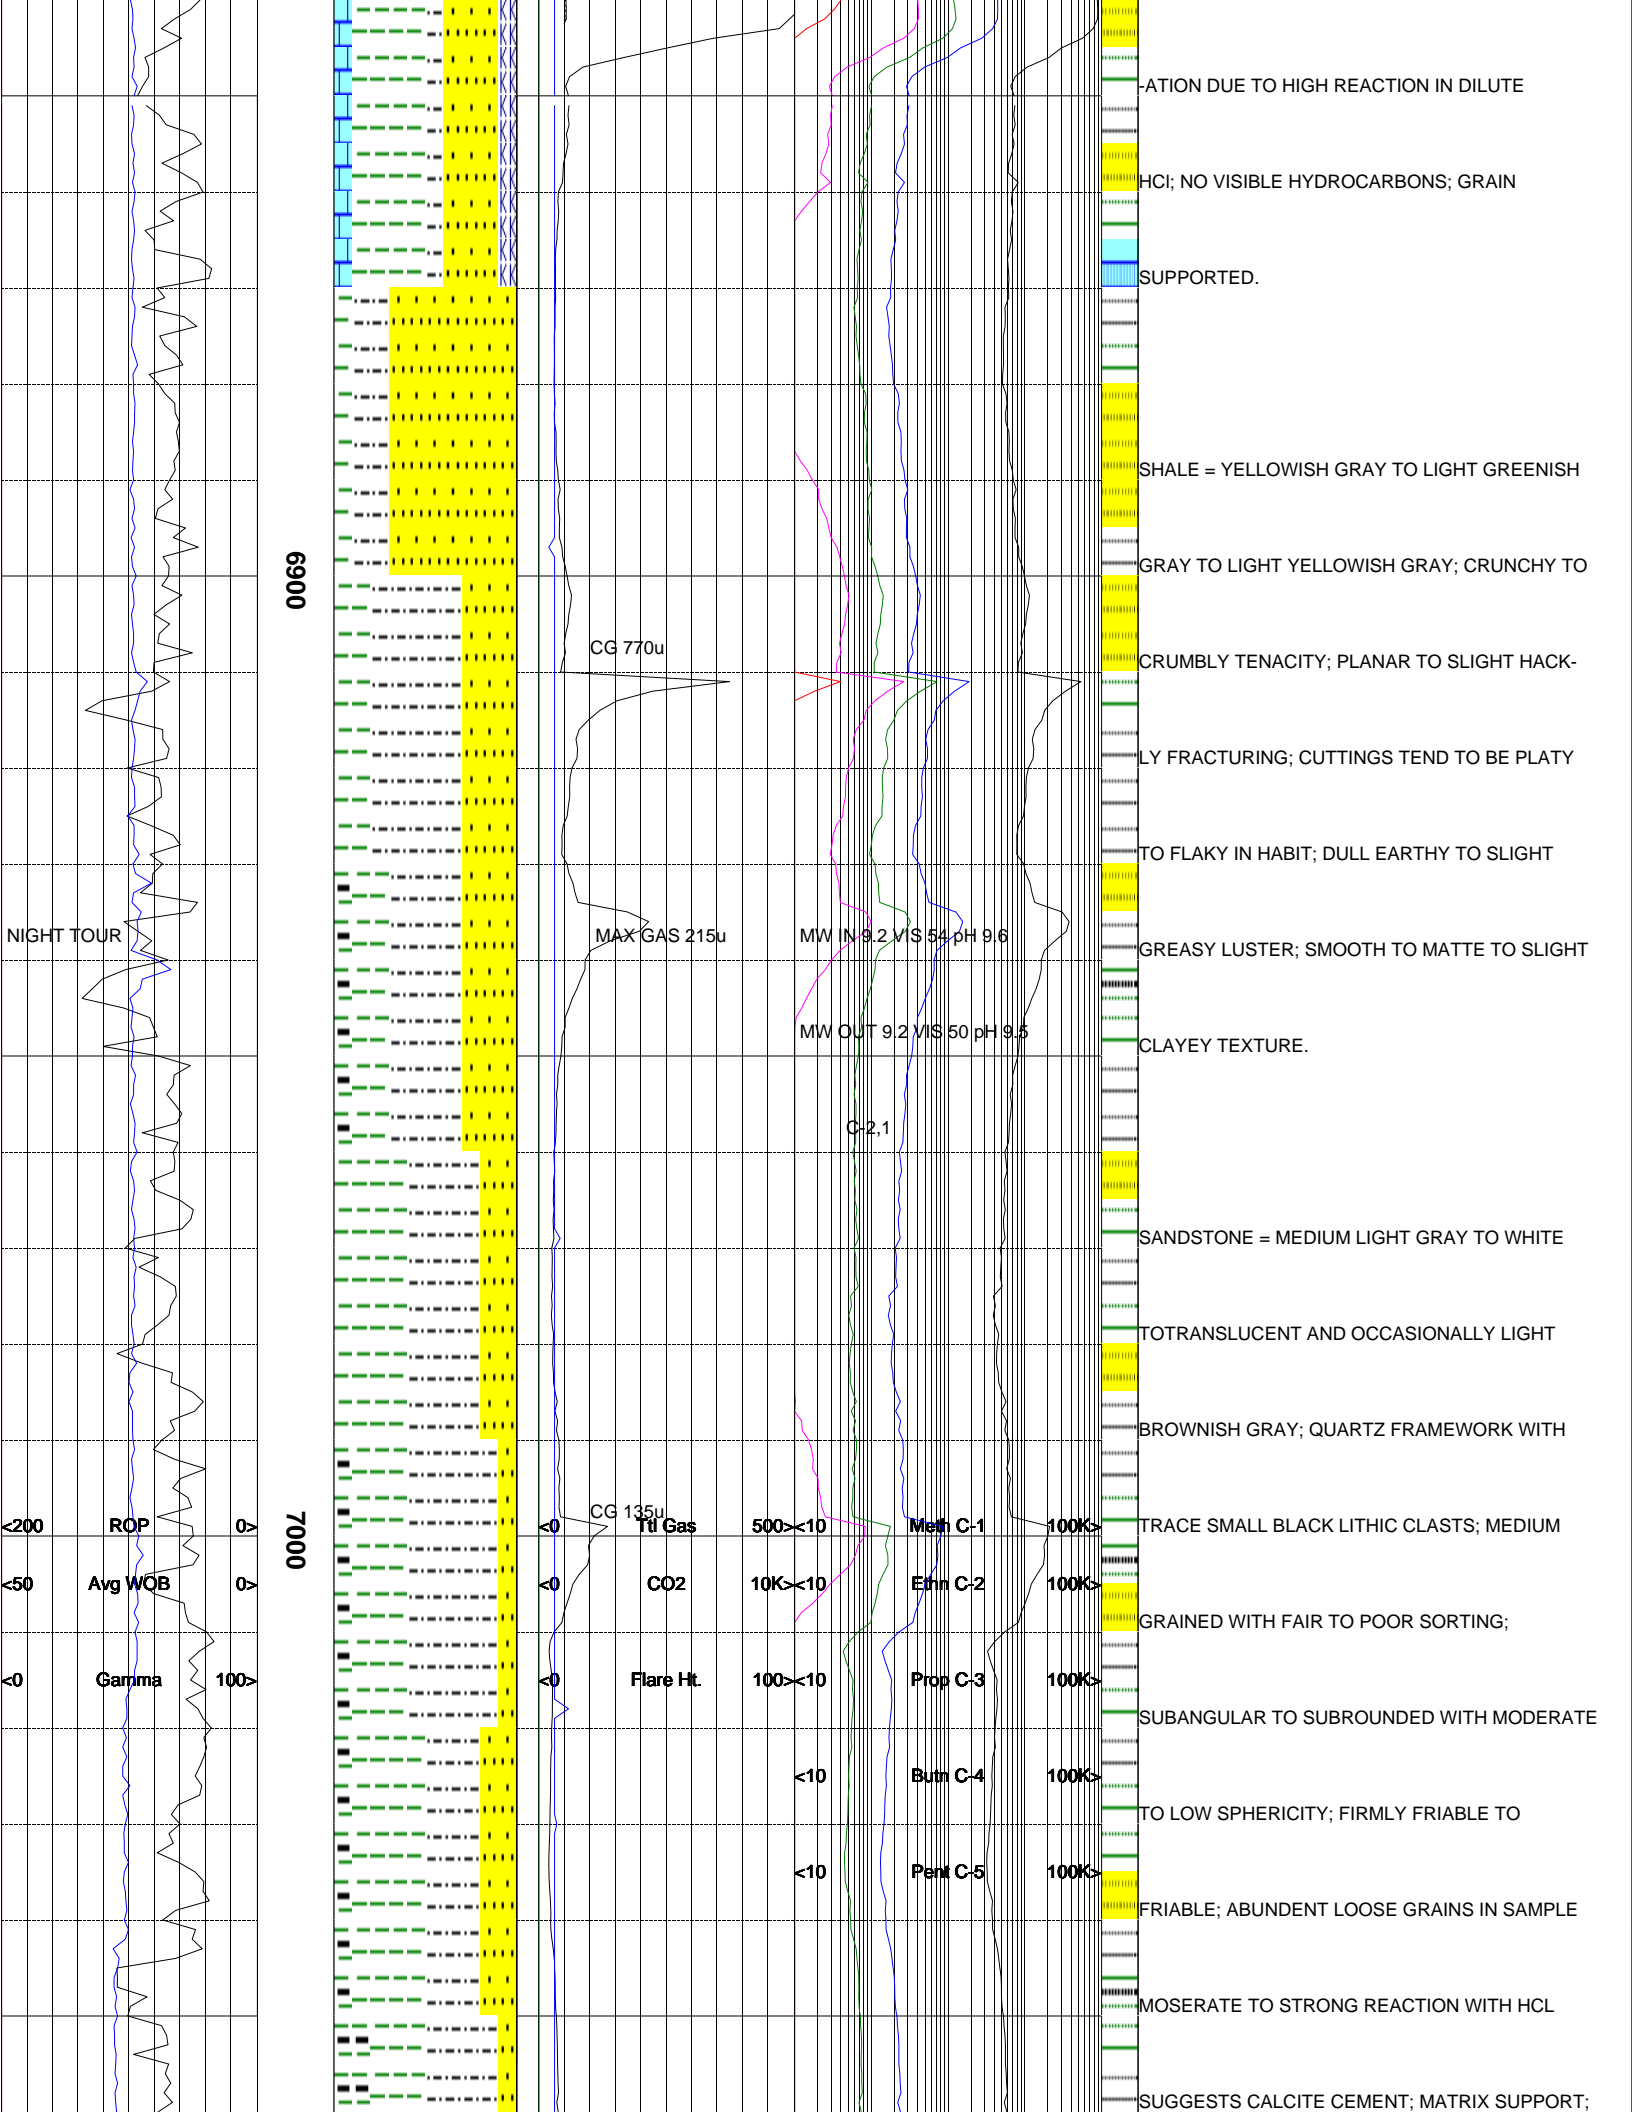 -ATION DUE TO HIGH REACTION IN DILUTE
HCl; NO VISIBLE HYDROCARBONS; GRAIN
SUPPORTED.
SHALE = YELLOWISH GRAY TO LIGHT GREENISH
6900
GRAY TO LIGHT YELLOWISH GRAY; CRUNCHY TO
CG 770u
CRUMBLY TENACITY; PLANAR TO SLIGHT HACK-
LY FRACTURING; CUTTINGS TEND TO BE PLATY
TO FLAKY IN HABIT; DULL EARTHY TO SLIGHT
NIGHT TOUR
MAX GAS 215u
MW IN 9.2 VIS 54 pH 9.6
GREASY LUSTER; SMOOTH TO MATTE TO SLIGHT
MW OUT 9.2 VIS 50 pH 9.5
CLAYEY TEXTURE.
C-2,1
SANDSTONE = MEDIUM LIGHT GRAY TO WHITE
TOTRANSLUCENT AND OCCASIONALLY LIGHT
BROWNISH GRAY; QUARTZ FRAMEWORK WITH
CG 135u
<200 ROP 0>
7000
<0 Ttl Gas 500>
<10 Meth C-1 100K>
TRACE SMALL BLACK LITHIC CLASTS; MEDIUM
<50 Avg WOB 0>
<0 CO2 10K>
<10 Ethn C-2 100K>
GRAINED WITH FAIR TO POOR SORTING;
<0 Gamma 100>
<0 Flare Ht. 100>
<10 Prop C-3 100K>
SUBANGULAR TO SUBROUNDED WITH MODERATE
<10 Butn C-4 100K>
TO LOW SPHERICITY; FIRMLY FRIABLE TO
<10 Pent C-5 100K>
FRIABLE; ABUNDENT LOOSE GRAINS IN SAMPLE
MOSERATE TO STRONG REACTION WITH HCL
SUGGESTS CALCITE CEMENT; MATRIX SUPPORT;